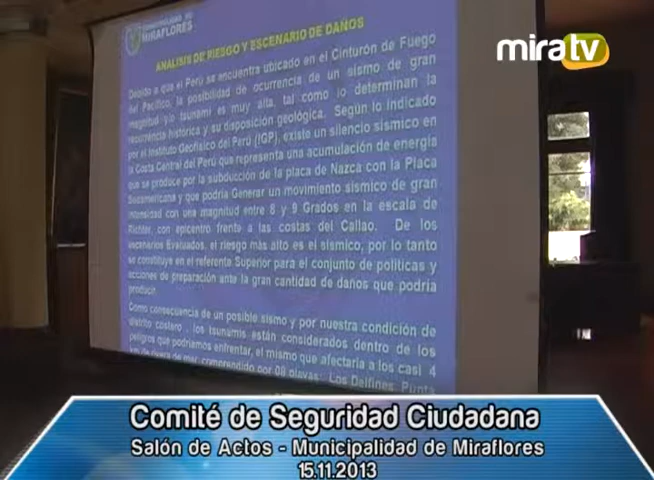 MUNICIPALIDAD DE
MIRAFLORES
miratv
ANALISIS DE RIESGO Y ESCENARIO DE DAÑOS
Debido a que el Perú se encuentra ubicado en el Cinturón de Fuego
del Pacífico, la posibilidad de ocurrencia de un sismo de gran
magnitud y/o tsunami es muy alta, tal como lo determinan la
recurrencia histórica y su disposición geológica. Según lo indicado
por el Instituto Geofísico del Perú (IGP), existe un silencio sísmico en
la Costa Central del Perú que representa una acumulación de energía
que se produce por la subducción de la placa de Nazca con la Placa
Sudamericana y que podría Generar un movimiento sísmico de gran
intensidad con una magnitud entre 8 y 9 Grados en la escala de
Richter, con epicentro frente a las costas del Callao. De los
escenarios Evaluados, el riesgo más alto es el sísmico, por lo tanto
se constituye en el referente Superior para el conjunto de políticas y
acciones de preparación ante la gran cantidad de daños que podría
producir.
Como consecuencia de un posible sismo y por nuestra condición de
distrito costero , los tsunamis están considerados dentro de los
peligros que podríamos enfrentar, el mismo que afectaría a los casi 4
km de ribera de mar, comprendido por 08 playas: Los Delfines, Punta
Comité de Seguridad Ciudadana
Salón de Actos - Municipalidad de Miraflores
15.11.2013